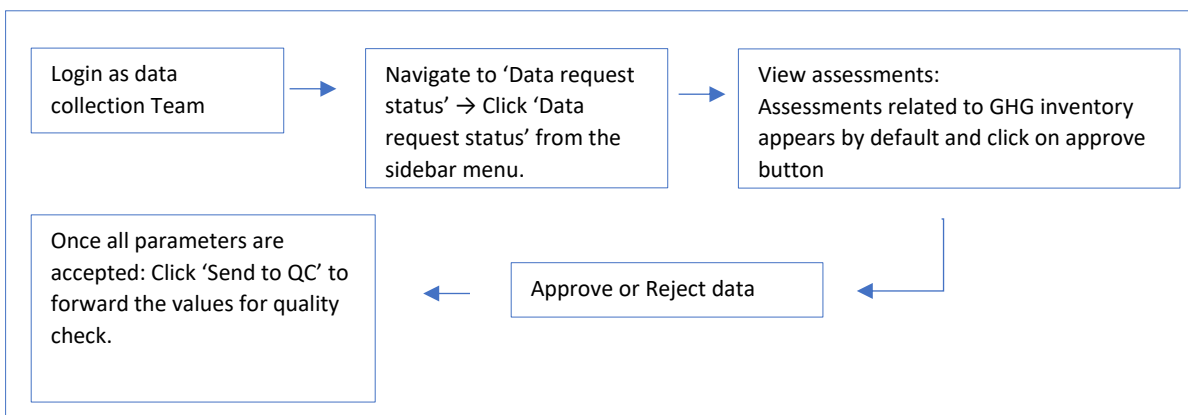 Login as data
collection Team
Navigate to ‘Data request
status’ → Click ‘Data
request status’ from the
sidebar menu.
View assessments:
Assessments related to GHG inventory
appears by default and click on approve
button
Approve or Reject data
Once all parameters are
accepted: Click ‘Send to QC’ to
forward the values for quality
check.